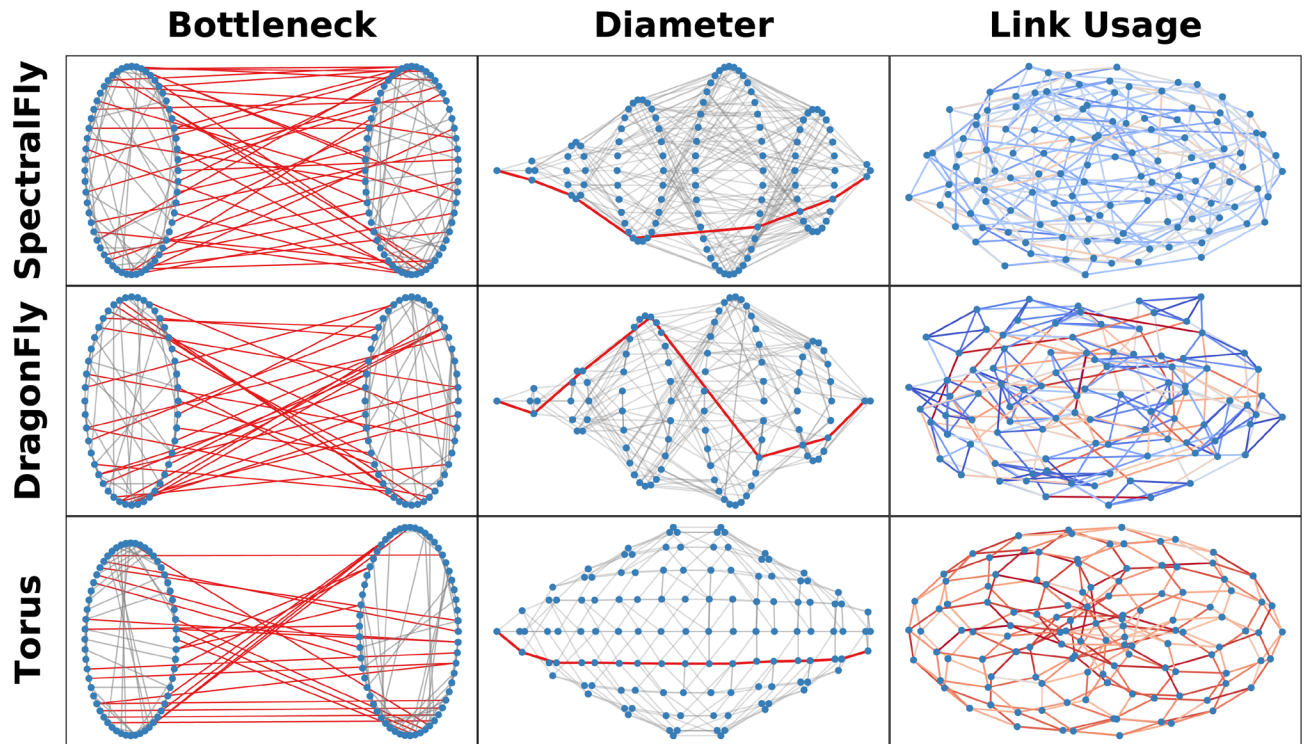 Bottleneck
Diameter
Link Usage
SpectralFly
DragonFly
Torus